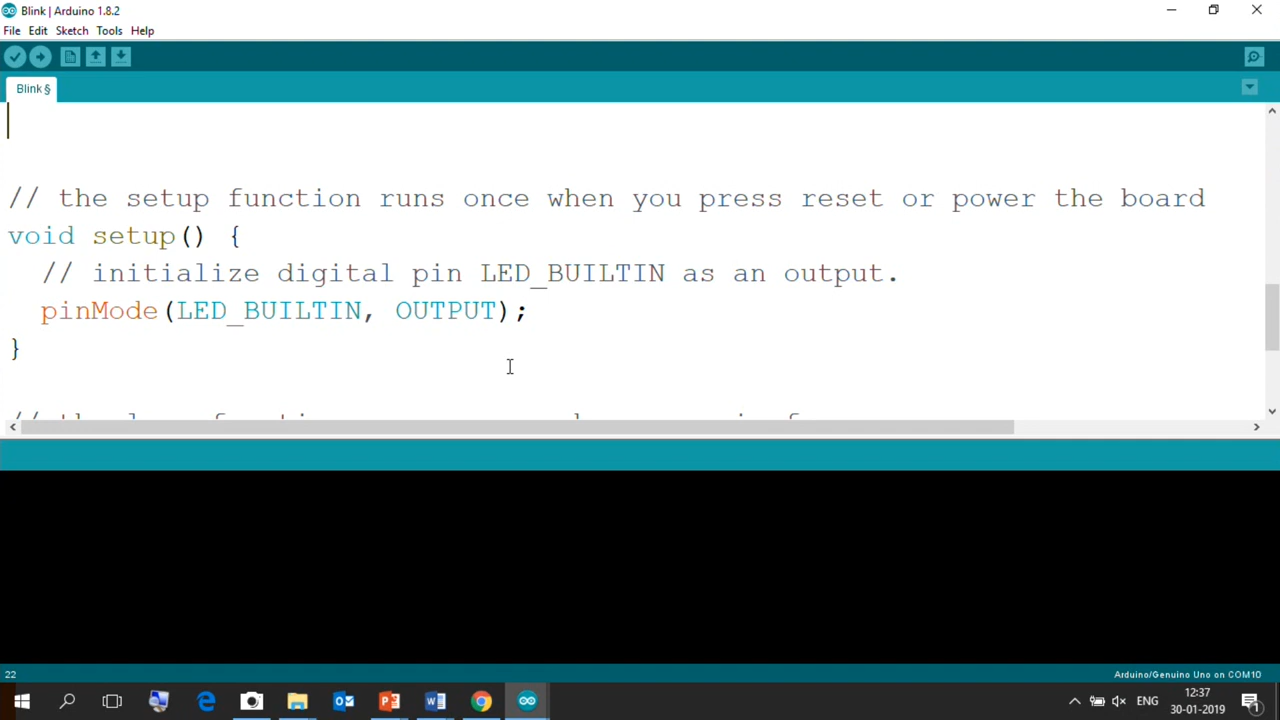 Blink | Arduino 1.8.2
File Edit Sketch Tools Help
Blink §
// the setup function runs once when you press reset or power the board
void setup() {
// initialize digital pin LED_BUILTIN as an output.
pinMode(LED_BUILTIN, OUTPUT);
}
22
Arduino/Genuino Uno on COM10
ENG
12:37
30-01-2019
1